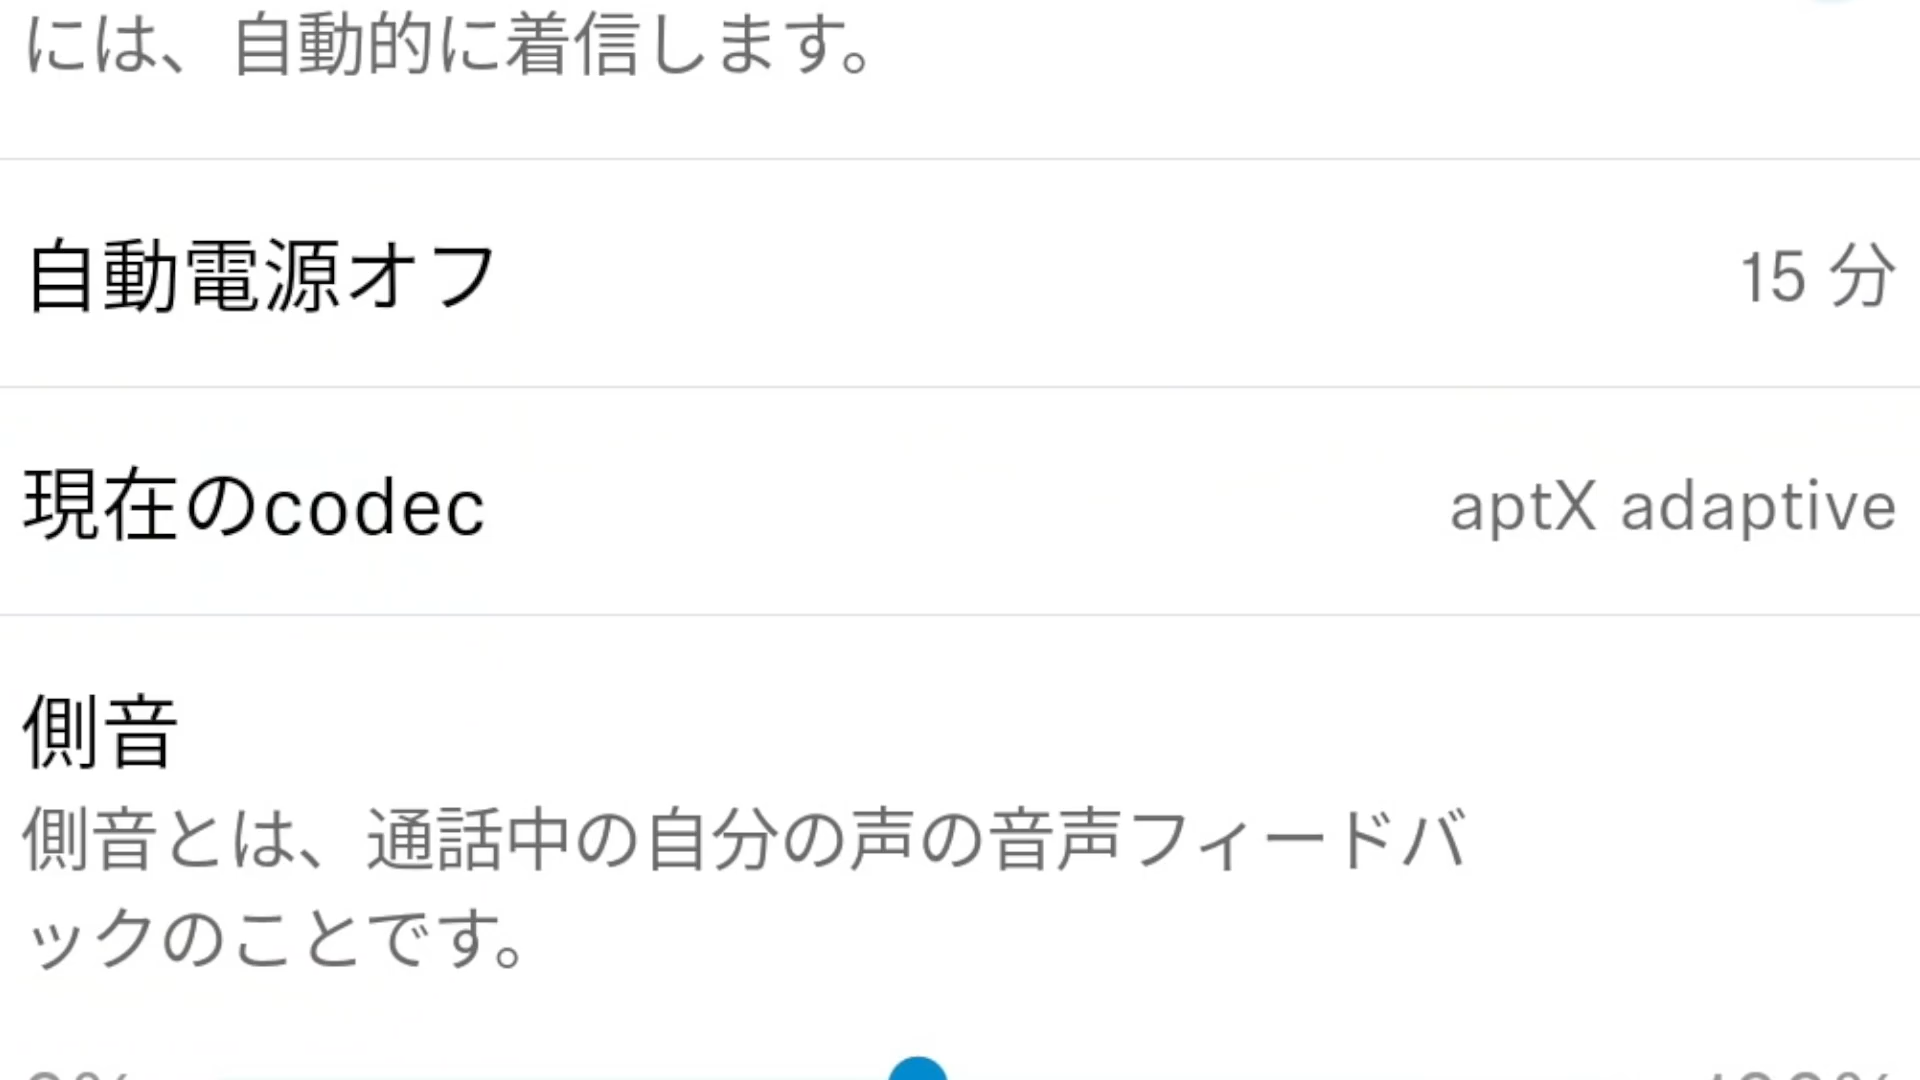 には、自動的に着信します。
自動電源オフ
15 分
現在のcodec
aptX adaptive
側音
側音とは、通話中の自分の声の音声フィードバ
ックのことです。